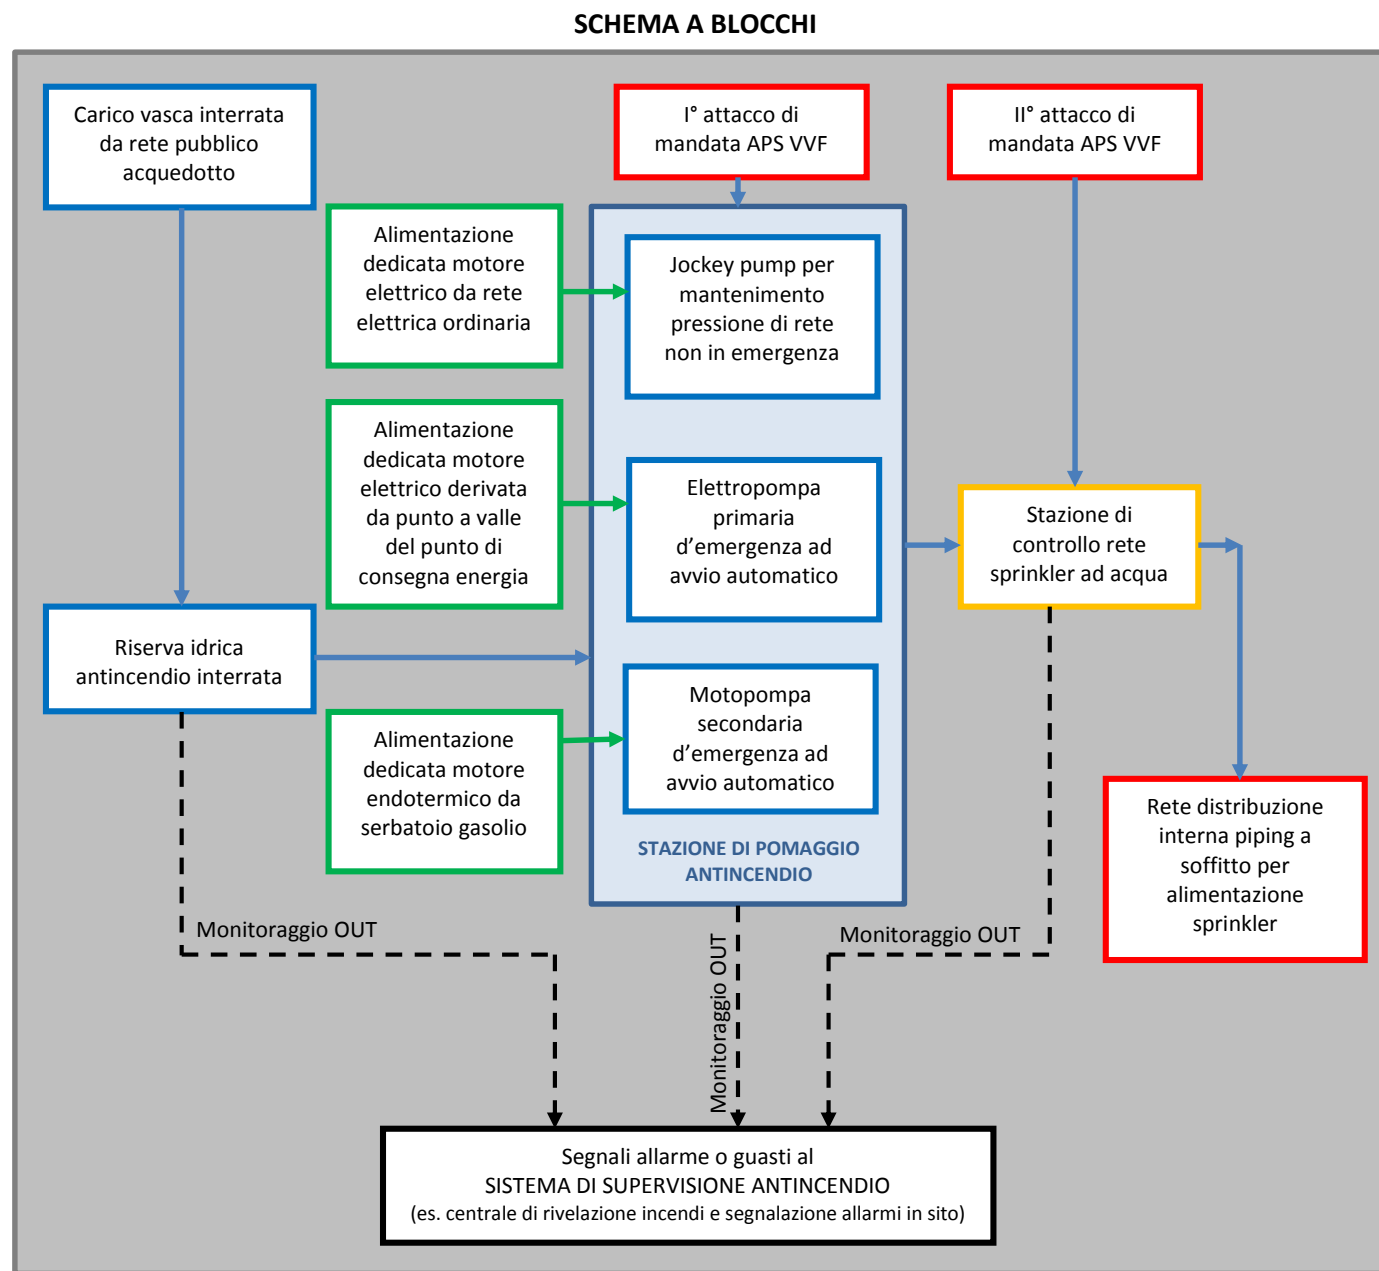 SCHEMA A BLOCCHI
Carico vasca interrata
da rete pubblico
acquedotto
I° attacco di
mandata APS VVF
II° attacco di
mandata APS VVF
Alimentazione
dedicata motore
elettrico da rete
elettrica ordinaria
Jockey pump per
mantenimento
pressione di rete
non in emergenza
Alimentazione
dedicata motore
elettrico derivata
da punto a valle
del punto di
consegna energia
Elettropompa
primaria
d’emergenza ad
avvio automatico
Stazione di
controllo rete
sprinkler ad acqua
Riserva idrica
antincendio interrata
Motopompa
secondaria
d’emergenza ad
avvio automatico
Alimentazione
dedicata motore
endotermico da
serbatoio gasolio
STAZIONE DI POMAGGIO
ANTINCENDIO
Rete distribuzione
interna piping a
soffitto per
alimentazione
sprinkler
Monitoraggio OUT
Monitoraggio OUT
Monitoraggio OUT
Segnali allarme o guasti al
SISTEMA DI SUPERVISIONE ANTINCENDIO
(es. centrale di rivelazione incendi e segnalazione allarmi in sito)